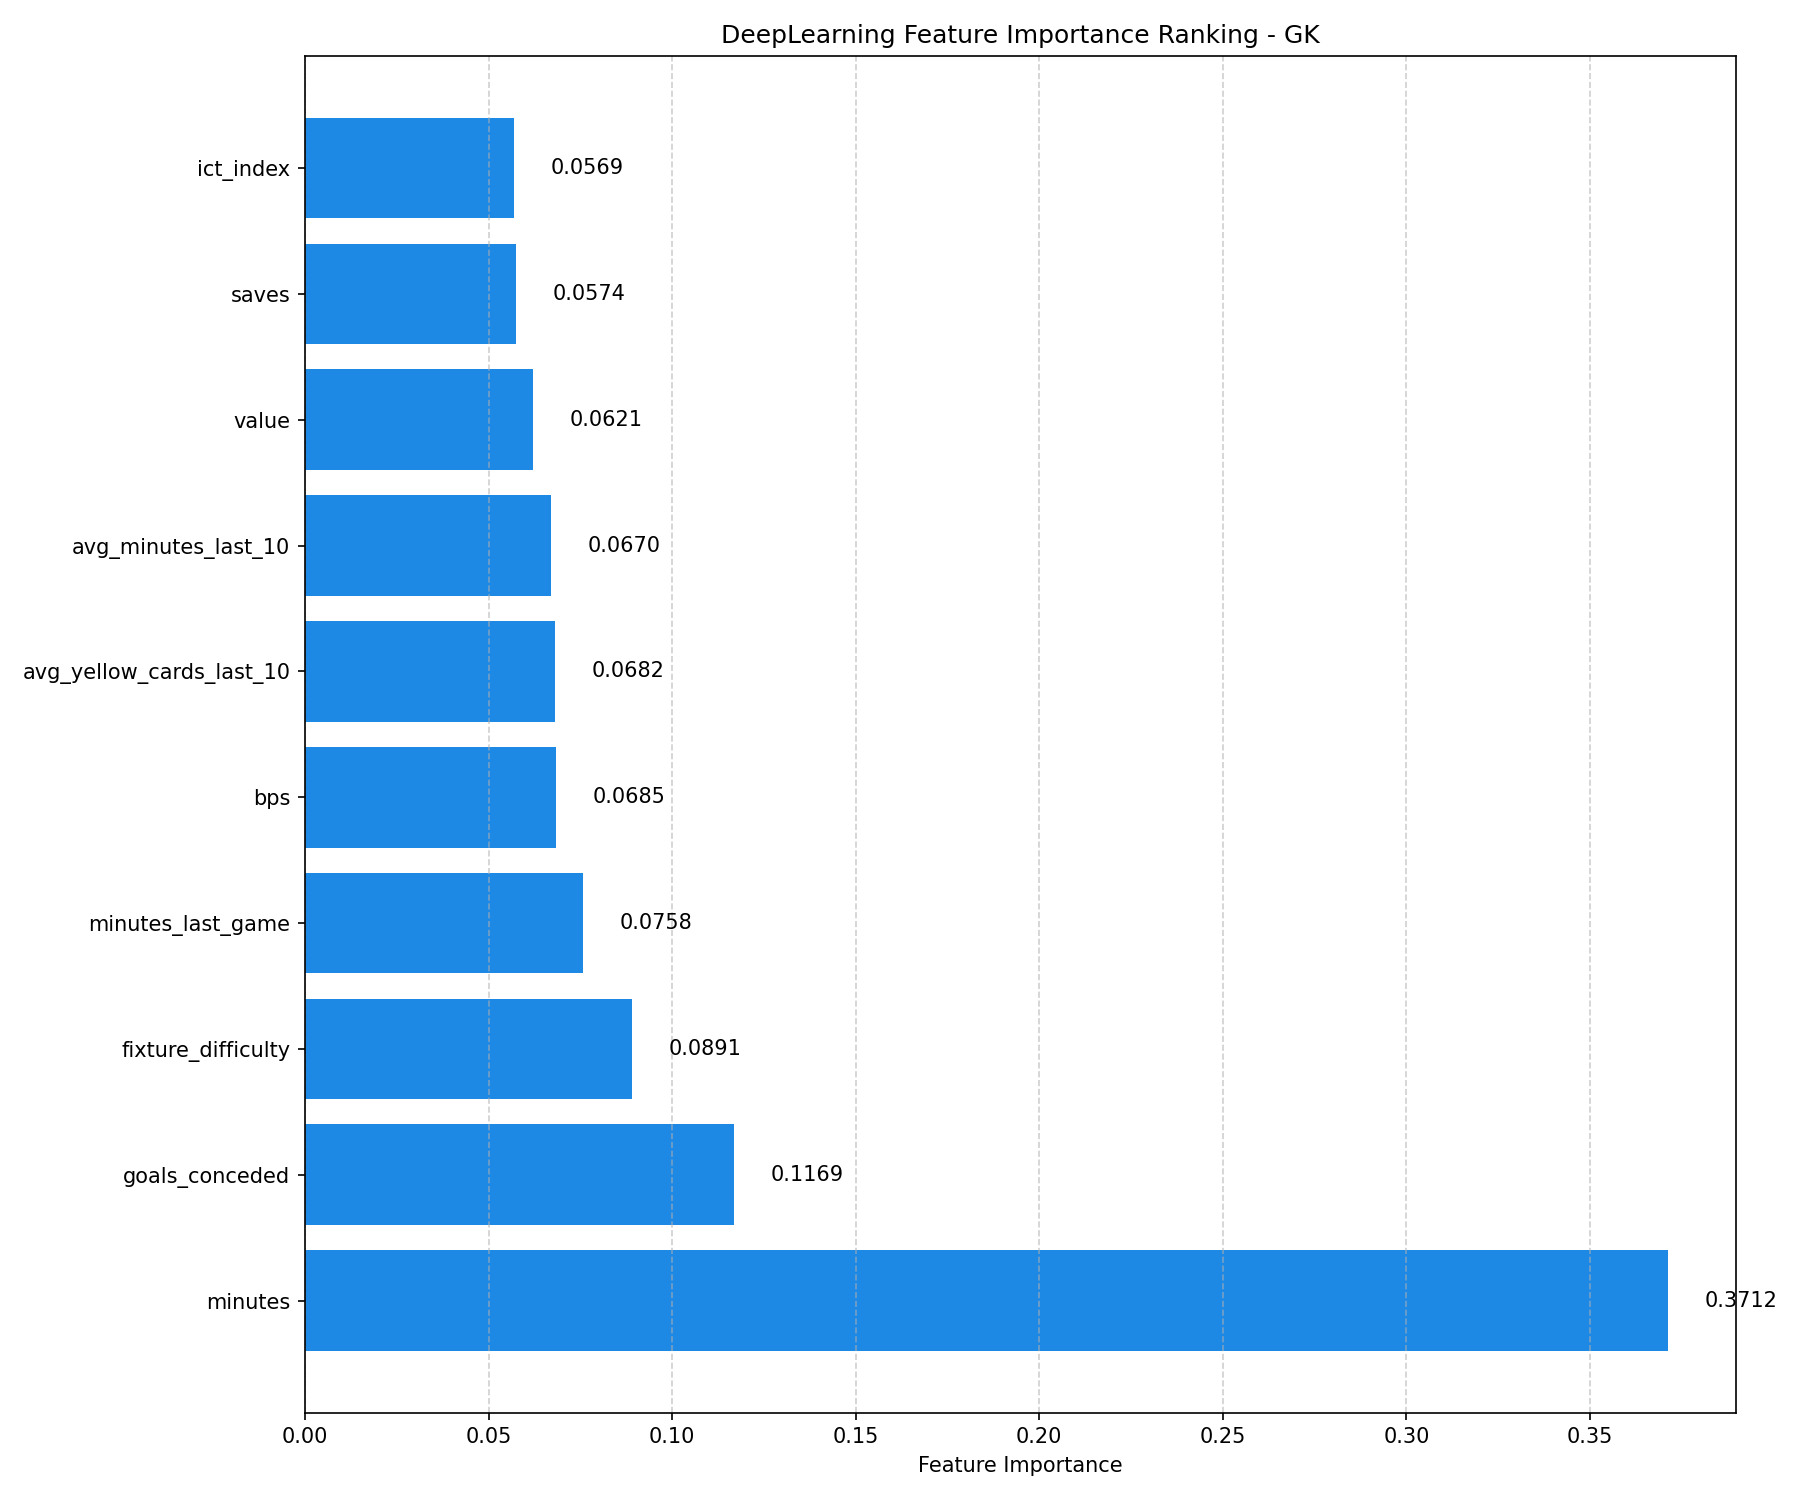 DeepLearning Feature Importance Ranking - GK
ict_index 0.0569
saves 0.0574
value 0.0621
avg_minutes_last_10 0.0670
avg_yellow_cards_last_10 0.0682
bps 0.0685
minutes_last_game 0.0758
fixture_difficulty 0.0891
goals_conceded 0.1169
minutes 0.3712
0.00 0.05 0.10 0.15 0.20 0.25 0.30 0.35
Feature Importance